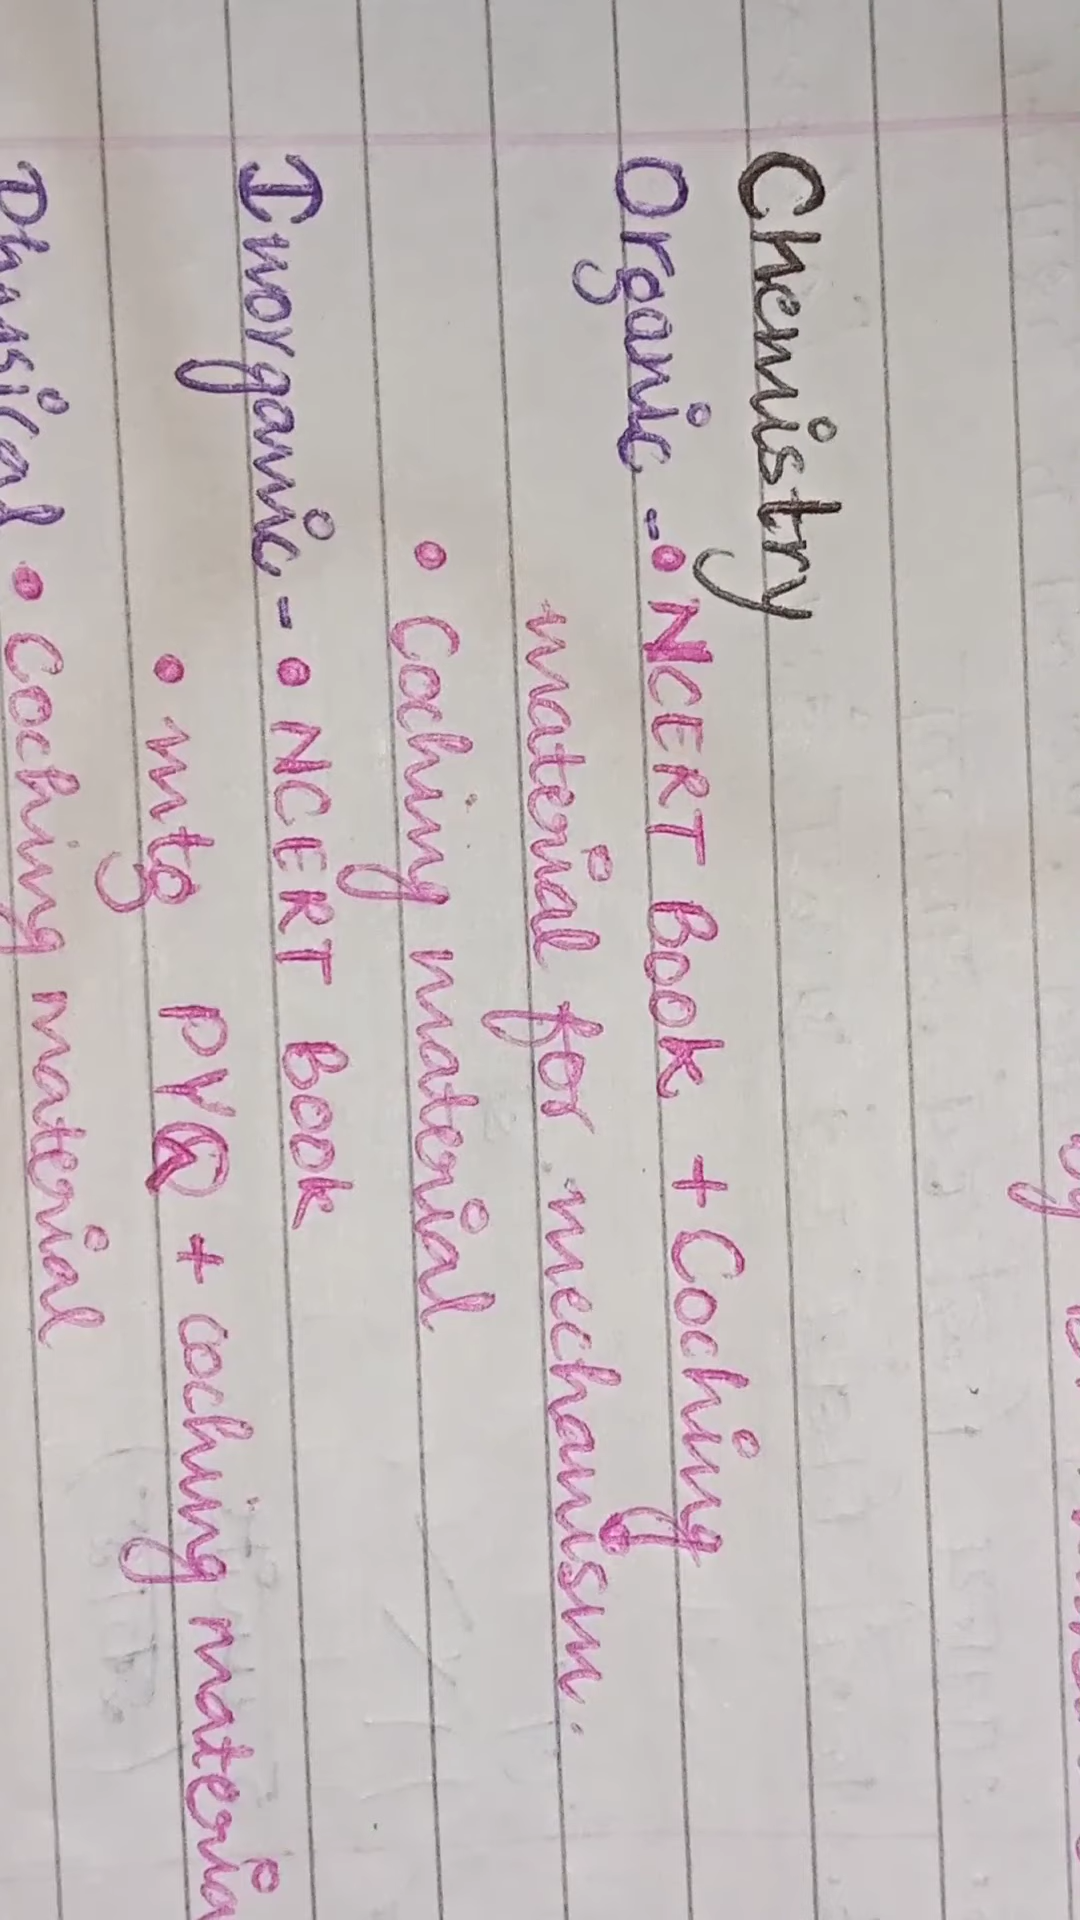 Chemistry
Organic -• NCERT Book + Coching
material for mechanism.
• Coching material
Inorganic - • NCERT Book
• mtg PYQ + coching materia
Physical • Coching material